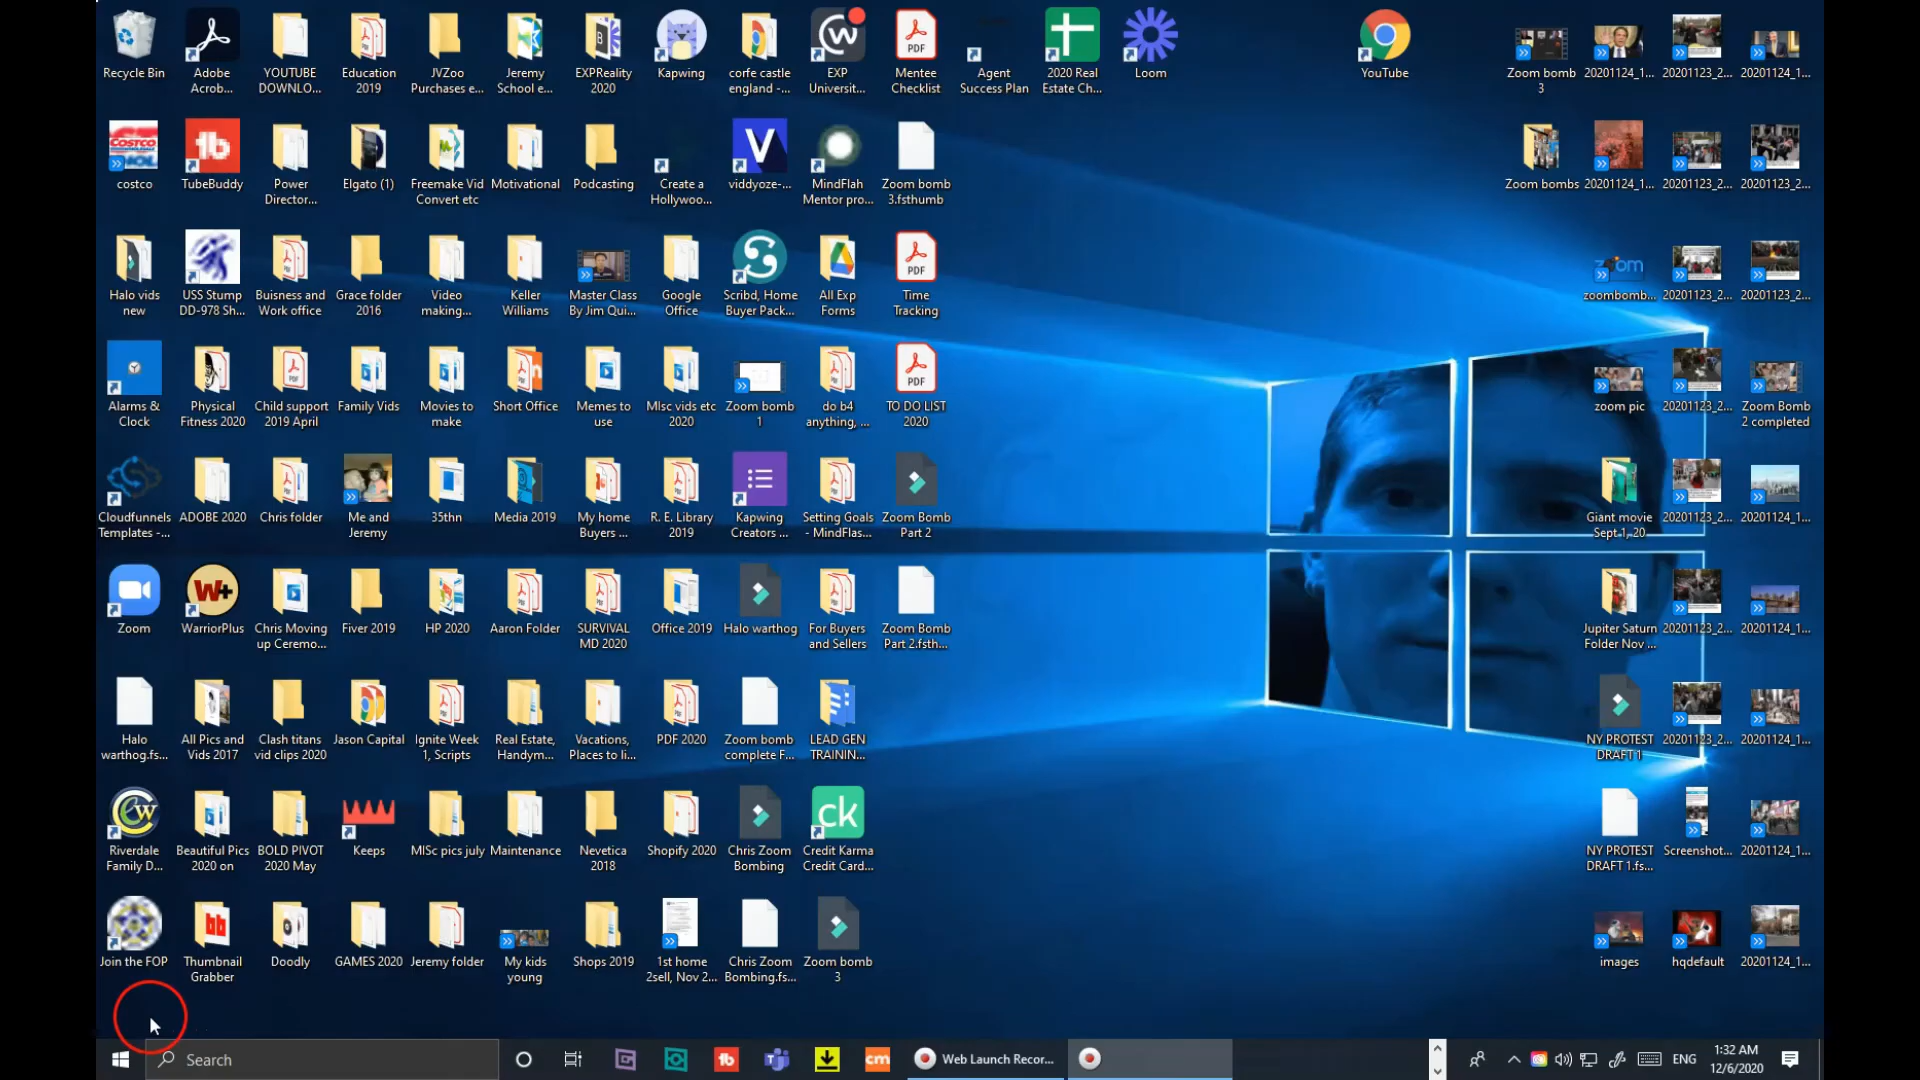 Recycle Bin
Adobe
Acrob...
YOUTUBE
DOWNLO...
Education
2019
JVZoo
Purchases e...
Jeremy
School e...
EXPReality
2020
Kapwing
corfe castle
england -...
EXP
Universit...
PDF
Mentee
Checklist
Agent
Success Plan
2020 Real
Estate Ch...
Loom
YouTube
Zoom bomb
3
20201124_1...
20201123_2...
20201124_1...
COSTCO
costco
TubeBuddy
Power
Director...
Elgato (1)
Freemake Vid
Convert etc
Motivational
Podcasting
Create a
Hollywoo...
viddyoze-...
MindFlah
Mentor pro...
Zoom bomb
3.fsthumb
Zoom bombs
20201124_1...
20201123_2...
20201123_2...
Halo vids
new
USS Stump
DD-978 Sh...
Buisness and
Work office
Grace folder
2016
Video
making...
Keller
Williams
Master Class
By Jim Qui...
Google
Office
Scribd, Home
Buyer Pack...
All Exp
Forms
PDF
Time
Tracking
zoom
zoombomb...
20201123_2...
20201123_2...
Alarms &
Clock
Physical
Fitness 2020
Child support
2019 April
Family Vids
Movies to
make
Short Office
Memes to
use
MIsc vids etc
2020
Zoom bomb
1
do b4
anything, ...
PDF
TO DO LIST
2020
zoom pic
20201123_2...
Zoom Bomb
2 completed
Cloudfunnels
Templates -...
ADOBE 2020
Chris folder
Me and
Jeremy
35thn
Media 2019
My home
Buyers ...
R. E. Library
2019
Kapwing
Creators ...
Setting Goals
- MindFlas...
Zoom Bomb
Part 2
Giant movie
Sept 1, 20
20201123_2...
20201124_1...
Zoom
W+
WarriorPlus
Chris Moving
up Ceremo...
Fiver 2019
HP 2020
Aaron Folder
SURVIVAL
MD 2020
Office 2019
Halo warthog
For Buyers
and Sellers
Zoom Bomb
Part 2.fsth...
Jupiter Saturn
Folder Nov ...
20201123_2...
20201124_1...
Halo
warthog.fs...
All Pics and
Vids 2017
Clash titans
vid clips 2020
Jason Capital
Ignite Week
1, Scripts
Real Estate,
Handym...
Vacations,
Places to li...
PDF 2020
Zoom bomb
complete F...
LEAD GEN
TRAININ...
NY PROTEST
DRAFT 1
20201123_2...
20201124_1...
Riverdale
Family D...
Beautiful Pics
2020 on
BOLD PIVOT
2020 May
Keeps
MISc pics july
Maintenance
Nevetica
2018
Shopify 2020
Chris Zoom
Bombing
ck
Credit Karma
Credit Card...
NY PROTEST
DRAFT 1.fs...
Screenshot...
20201124_1...
Join the FOP
Thumbnail
Grabber
Doodly
GAMES 2020
Jeremy folder
My kids
young
Shops 2019
1st home
2sell, Nov 2...
Chris Zoom
Bombing.fs...
Zoom bomb
3
images
hqdefault
20201124_1...
Search
Web Launch Recor...
ENG
1:32 AM
12/6/2020